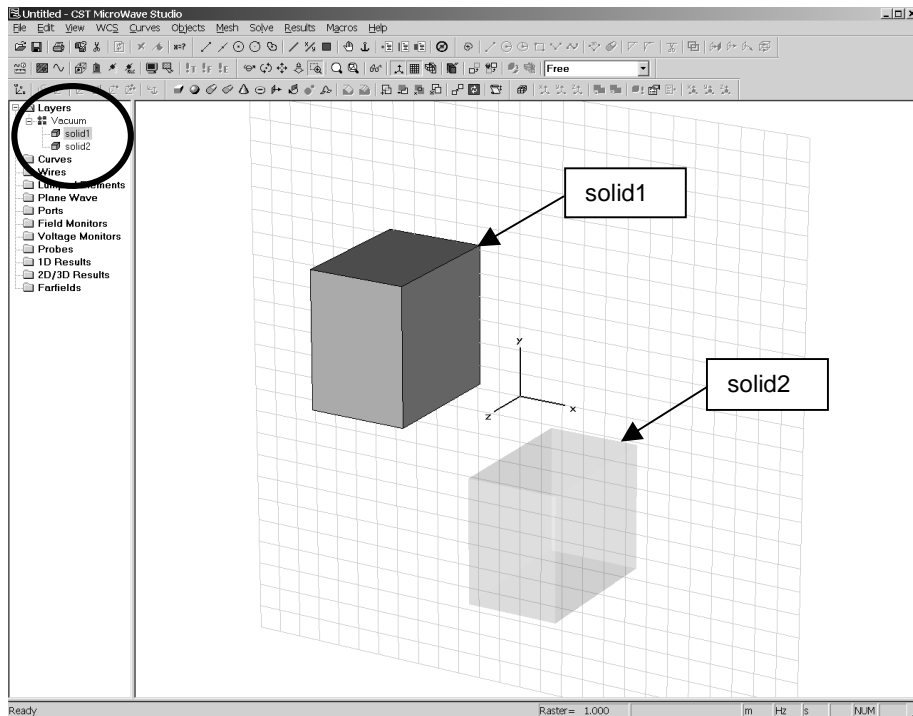 Untitled - CST MicroWave Studio
File Edit View WCS Curves Objects Mesh Solve Results Macros Help
Free
Layers
Vacuum
solid1
solid2
Curves
Wires
Lumped Elements
Plane Wave
Ports
Field Monitors
Voltage Monitors
Probes
1D Results
2D/3D Results
Farfields
solid1
y
solid2
x
z
Ready Raster= 1.000 m Hz s NUM